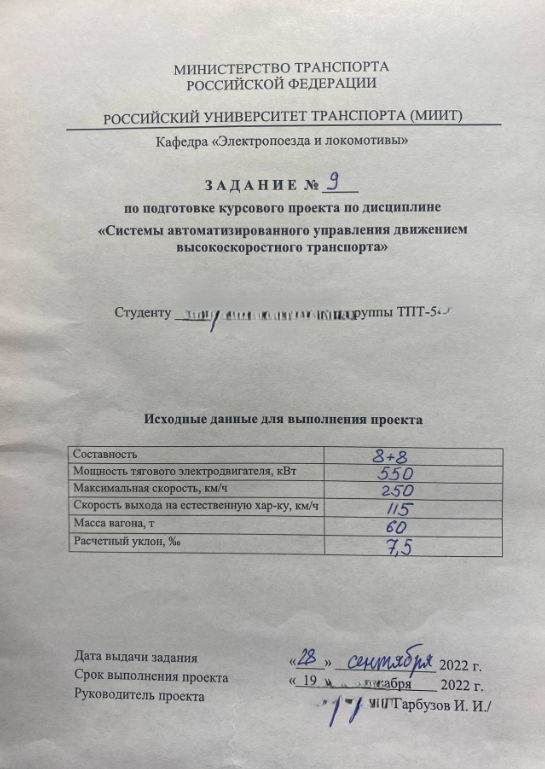 МИНИСТЕРСТВО ТРАНСПОРТА
РОССИЙСКОЙ ФЕДЕРАЦИИ
РОССИЙСКИЙ УНИВЕРСИТЕТ ТРАНСПОРТА (МИИТ)
Кафедра «Электропоезда и локомотивы»
ЗАДАНИЕ № 9
по подготовке курсового проекта по дисциплине
«Системы автоматизированного управления движением
высокоскоростного транспорта»
Студенту группы ТПТ-5
Исходные данные для выполнения проекта
Составность 8+8
Мощность тягового электродвигателя, кВт 550
Максимальная скорость, км/ч 250
Скорость выхода на естественную хар-ку, км/ч 115
Масса вагона, т 60
Расчетный уклон, ‰ 7,5
Дата выдачи задания «28» сентября 2022 г.
Срок выполнения проекта «19 2022 г.
Руководитель проекта Гарбузов И. И./